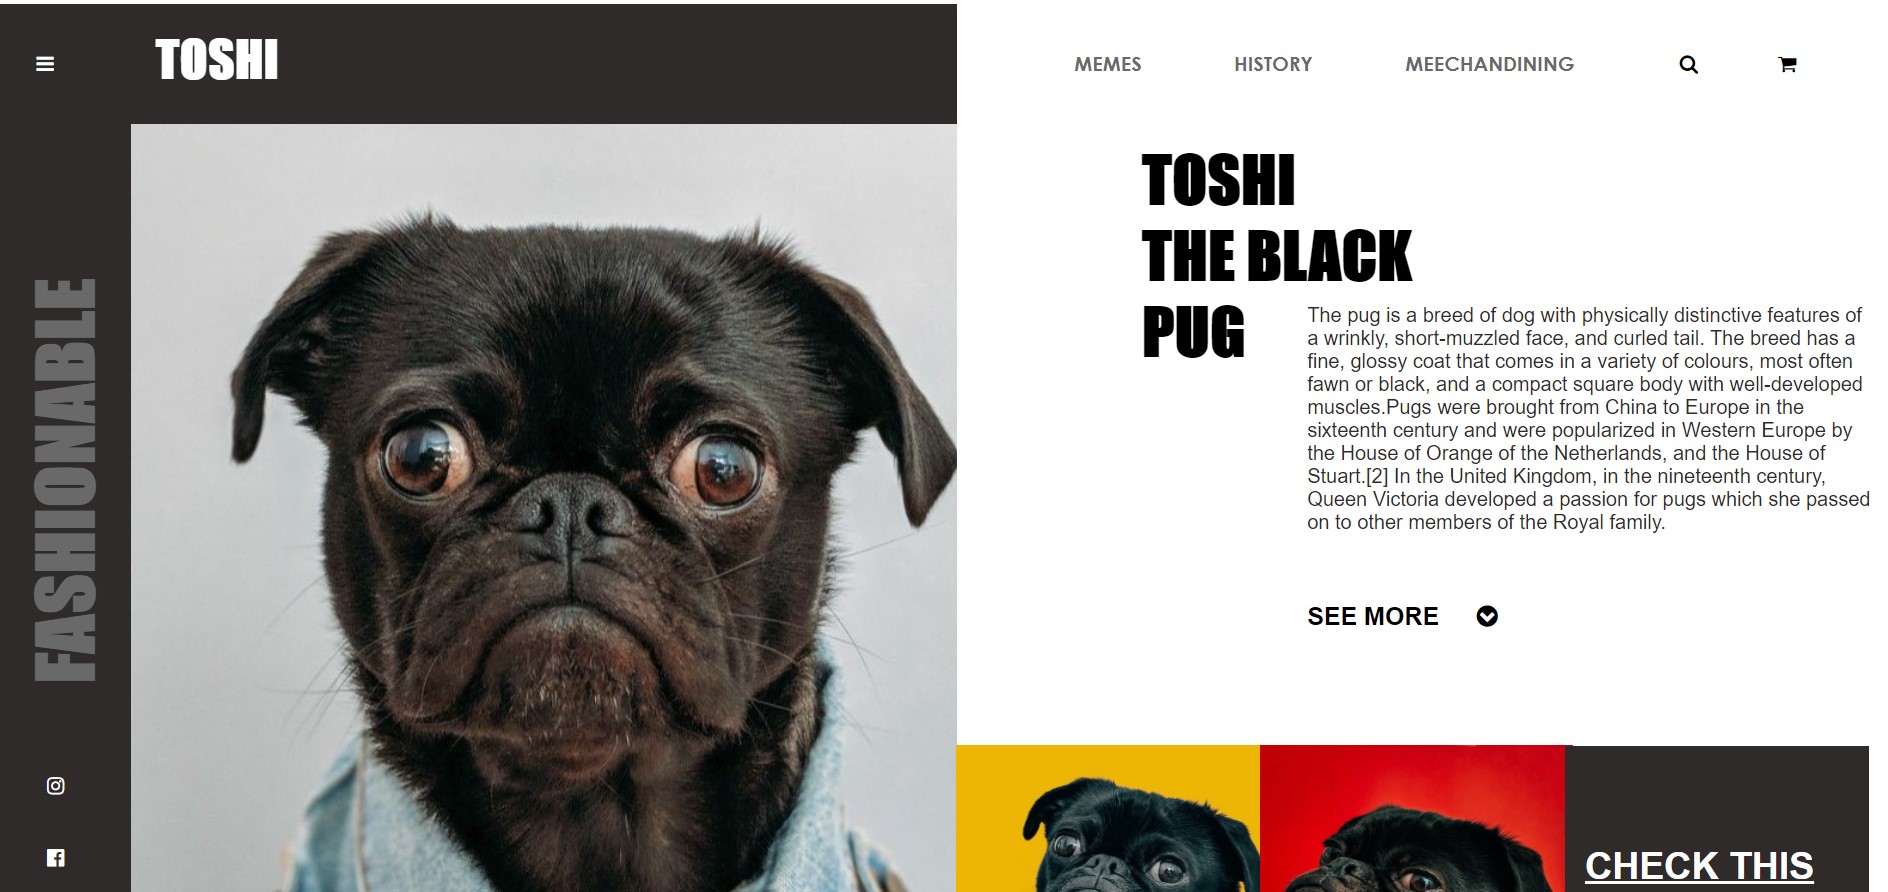 TOSHI
MEMES
HISTORY
MEECHANDINING
FASHIONABLE
TOSHI
THE BLACK
PUG
The pug is a breed of dog with physically distinctive features of
a wrinkly, short-muzzled face, and curled tail. The breed has a
fine, glossy coat that comes in a variety of colours, most often
fawn or black, and a compact square body with well-developed
muscles.Pugs were brought from China to Europe in the
sixteenth century and were popularized in Western Europe by
the House of Orange of the Netherlands, and the House of
Stuart.[2] In the United Kingdom, in the nineteenth century,
Queen Victoria developed a passion for pugs which she passed
on to other members of the Royal family.
SEE MORE
CHECK THIS